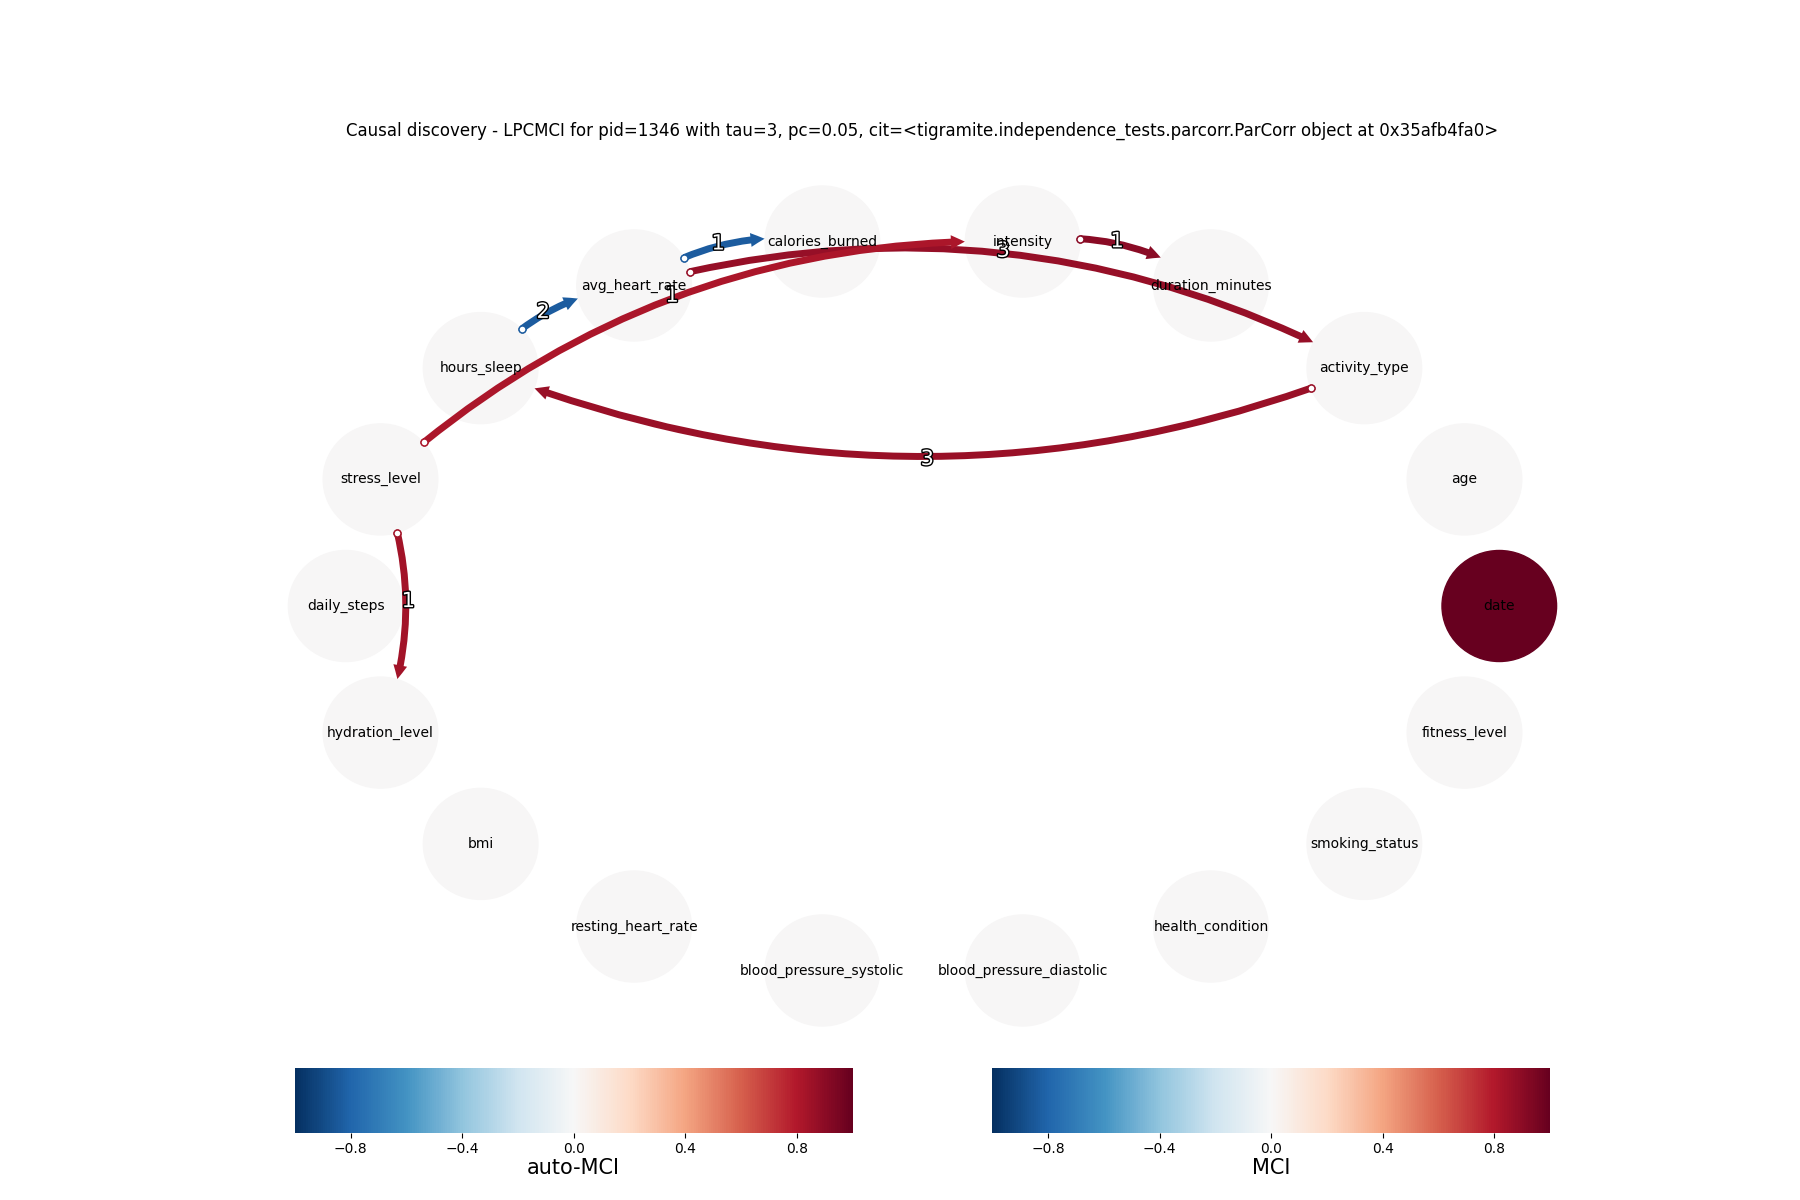 Causal discovery - LPCMCI for pid=1346 with tau=3, pc=0.05, cit=<tigramite.independence_tests.parcorr.ParCorr object at 0x35afb4fa0>
calories_burned
intensity
1
1
3
avg_heart_rate
duration_minutes
1
2
hours_sleep
activity_type
3
stress_level
age
1
daily_steps
date
hydration_level
fitness_level
bmi
smoking_status
resting_heart_rate
health_condition
blood_pressure_systolic
blood_pressure_diastolic
−0.8 −0.4 0.0 0.4 0.8
auto-MCI
−0.8 −0.4 0.0 0.4 0.8
MCI